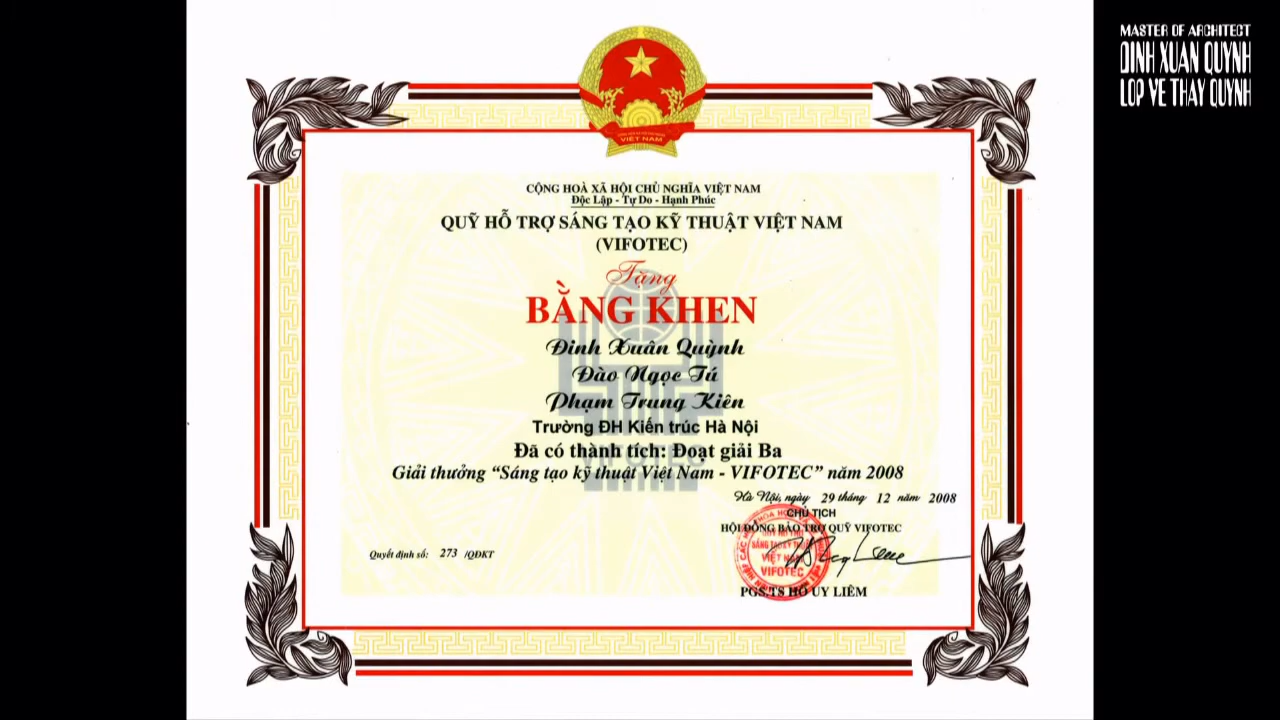 MASTER OF ARCHITECT
DINH XUAN QUYNH
LOP VE THAY QUYNH
VIỆT NAM
CỘNG HOÀ XÃ HỘI CHỦ NGHĨA VIỆT NAM
Độc Lập - Tự Do - Hạnh Phúc
QUỸ HỖ TRỢ SÁNG TẠO KỸ THUẬT VIỆT NAM
(VIFOTEC)
Tặng
BẰNG KHEN
Đinh Xuân Quỳnh
Đào Ngọc Tú
Phạm Trung Kiên
Trường ĐH Kiến trúc Hà Nội
Đã có thành tích: Đoạt giải Ba
Giải thưởng “Sáng tạo kỹ thuật Việt Nam - VIFOTEC” năm 2008
VIFOTEC
Hà Nội, ngày 29 tháng 12 năm 2008
CHỦ TỊCH
HỘI ĐỒNG BẢO TRỢ QUỸ VIFOTEC
Quyết định số: 273 /QĐKT
VIFOTEC
PGS.TS HỒ UY LIÊM